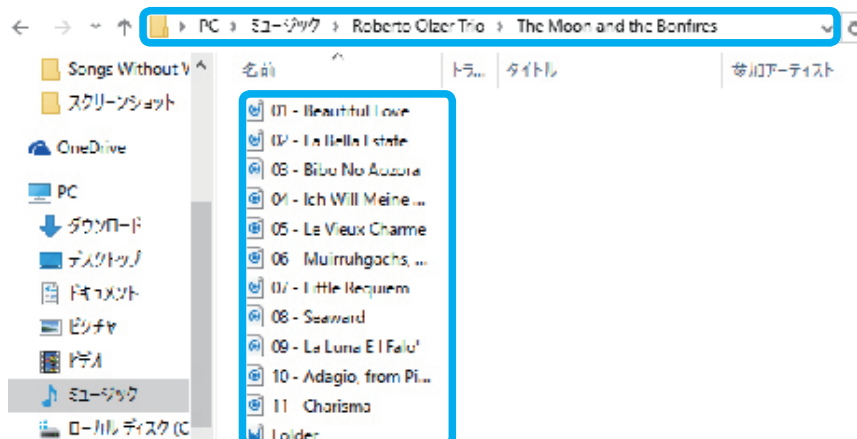 PC › ミュージック › Roberto Olzer Trio › The Moon and the Bonfires
Songs Without
スクリーンショット
OneDrive
PC
ダウンロード
デスクトップ
ドキュメント
ピクチャ
ビデオ
ミュージック
ローカル ディスク (C
名前 トラ... タイトル 参加アーティスト
01 - Beautiful Love
02 - La Bella Estate
03 - Bibo No Aozora
04 - Ich Will Meine ...
05 - Le Vieux Charme
06 - Muirruhgachs, ...
07 - Little Requiem
08 - Seaward
09 - La Luna E I Falo'
10 - Adagio, from Pi...
11 - Charisma
Folder